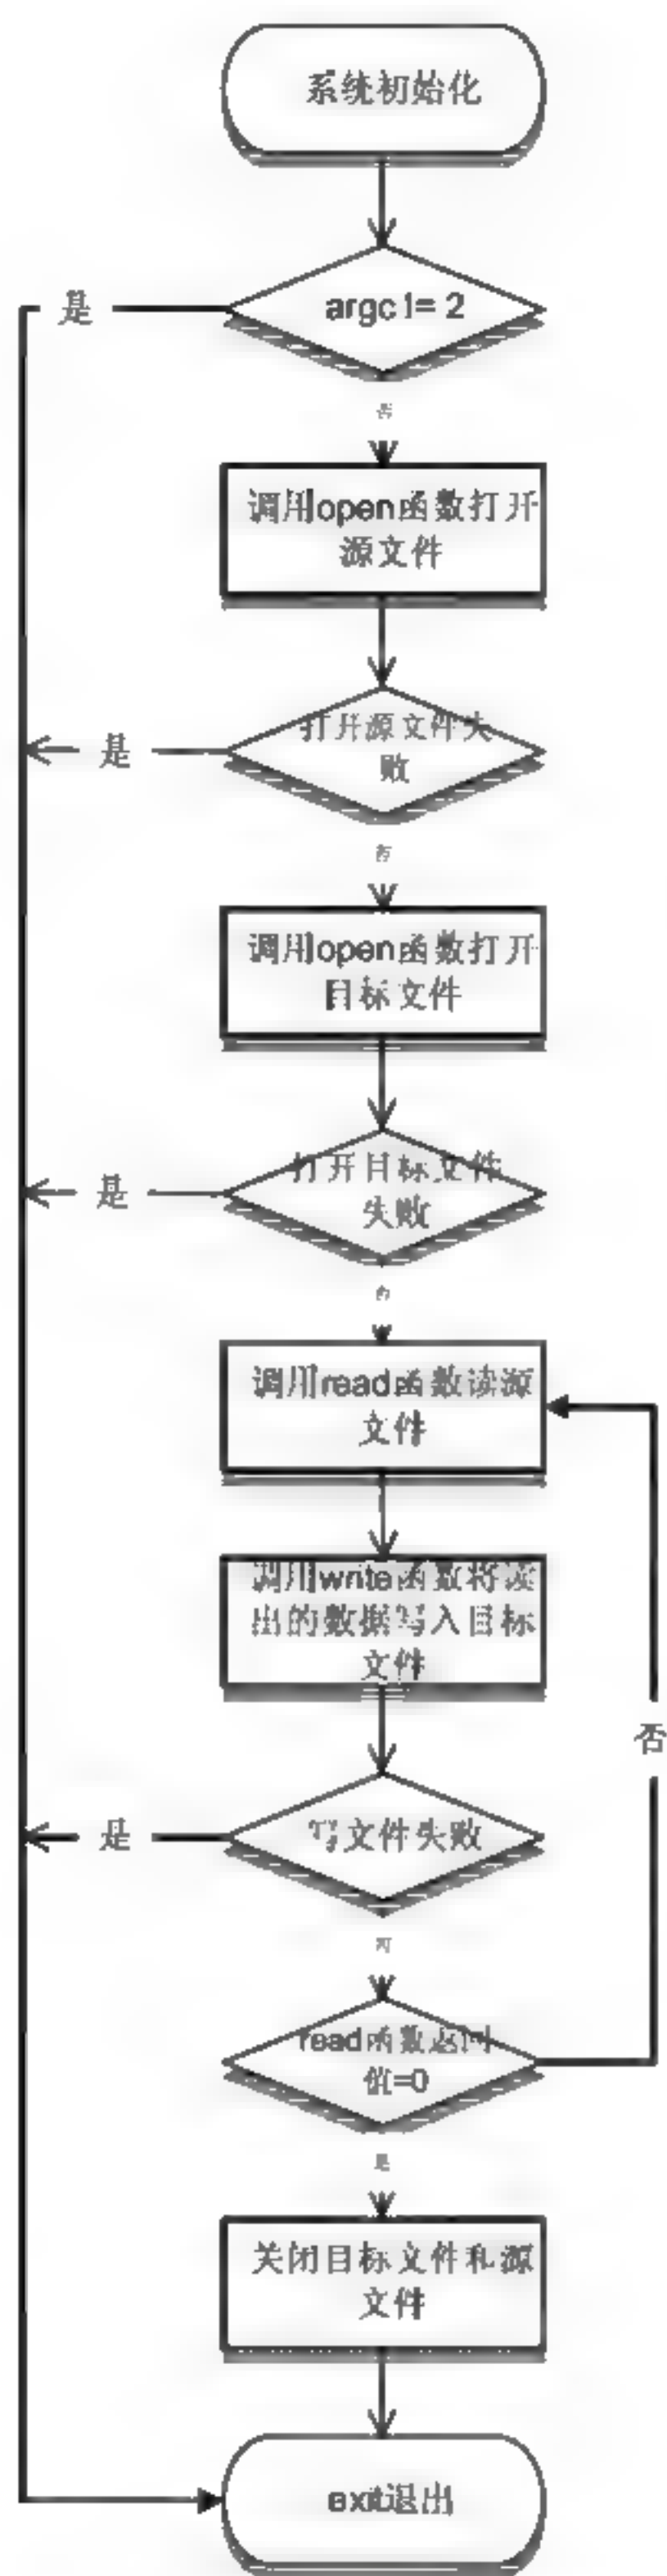 系统初始化
argc != 2
是
否
调用open函数打开
源文件
打开源文件失
败
是
否
调用open函数打开
目标文件
打开目标文件
失败
是
否
调用read函数读源
文件
调用write函数将读
出的数据写入目标
文件
否
写文件失败
是
否
read函数返回
值=0
是
关闭目标文件和源
文件
exit退出